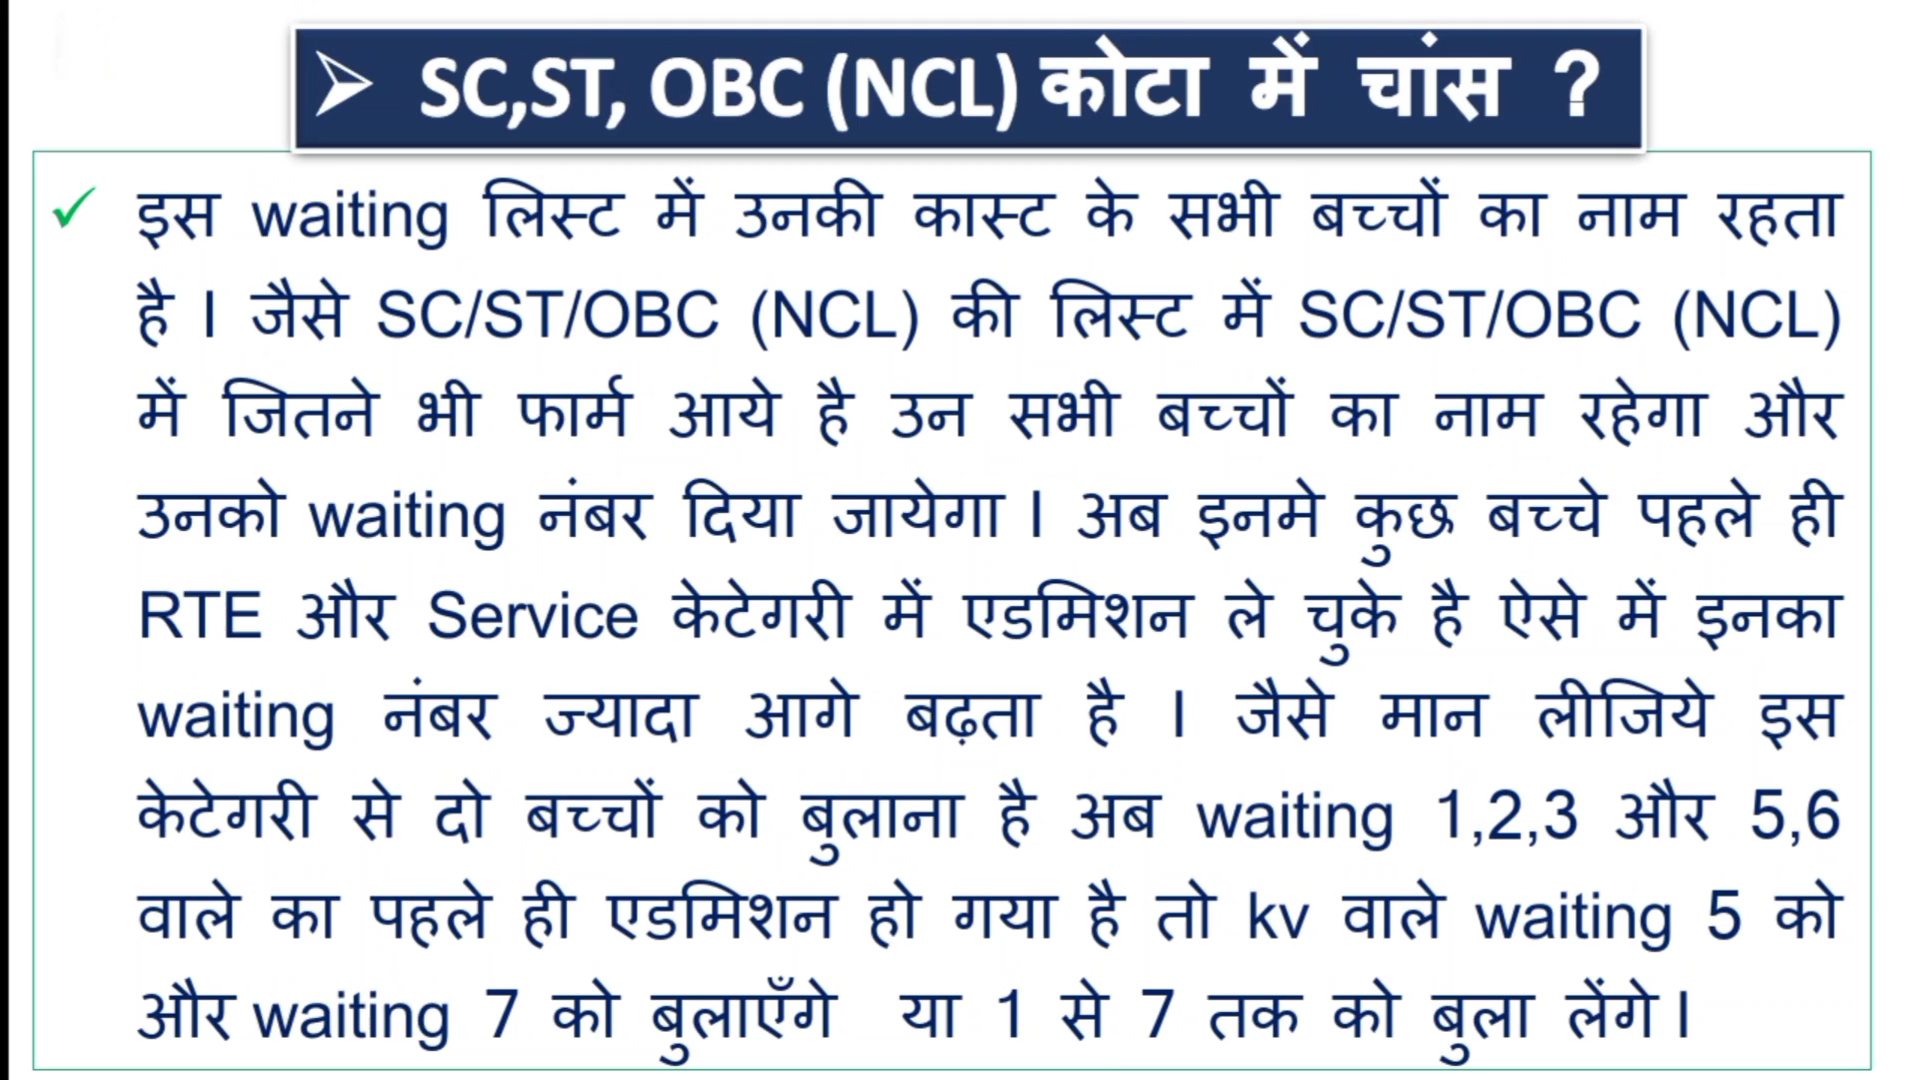 ➢ SC,ST, OBC (NCL) कोटा में चांस ?
✓ इस waiting लिस्ट में उनकी कास्ट के सभी बच्चों का नाम रहता
है I जैसे SC/ST/OBC (NCL) की लिस्ट में SC/ST/OBC (NCL)
में जितने भी फार्म आये है उन सभी बच्चों का नाम रहेगा और
उनको waiting नंबर दिया जायेगा I अब इनमे कुछ बच्चे पहले ही
RTE और Service केटेगरी में एडमिशन ले चुके है ऐसे में इनका
waiting नंबर ज्यादा आगे बढ़ता है I जैसे मान लीजिये इस
केटेगरी से दो बच्चों को बुलाना है अब waiting 1,2,3 और 5,6
वाले का पहले ही एडमिशन हो गया है तो kv वाले waiting 5 को
और waiting 7 को बुलाएँगे या 1 से 7 तक को बुला लेंगे I